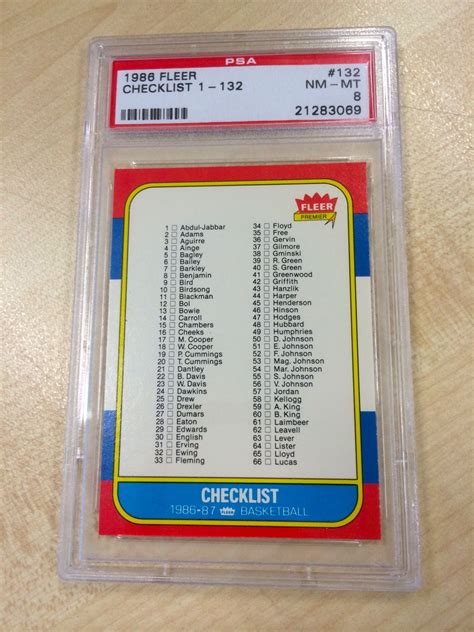 PSA
1986 FLEER #132
CHECKLIST 1-132 NM-MT
8
21283069
FLEER
PREMIER
1 Abdul-Jabbar
2 Adams
3 Aguirre
4 Ainge
5 Bagley
6 Bailey
7 Barkley
8 Benjamin
9 Bird
10 Birdsong
11 Blackman
12 Bol
13 Bowie
14 Carroll
15 Chambers
16 Cheeks
17 M. Cooper
18 W. Cooper
19 P. Cummings
20 T. Cummings
21 Dantley
22 B. Davis
23 W. Davis
24 Dawkins
25 Drew
26 Drexler
27 Dumars
28 Eaton
29 Edwards
30 English
31 Erving
32 Ewing
33 Fleming
34 Floyd
35 Free
36 Gervin
37 Gilmore
38 Gminski
39 R. Green
40 S. Green
41 Greenwood
42 Griffith
43 Hanzlik
44 Harper
45 Henderson
46 Hinson
47 Hodges
48 Hubbard
49 Humphries
50 D. Johnson
51 E. Johnson
52 F. Johnson
53 Mag. Johnson
54 Mar. Johnson
55 S. Johnson
56 V. Johnson
57 Jordan
58 Kellogg
59 A. King
60 B. King
61 Laimbeer
62 Leavell
63 Lever
64 Lister
65 Lloyd
66 Lucas
CHECKLIST
1986-87 FLEER BASKETBALL